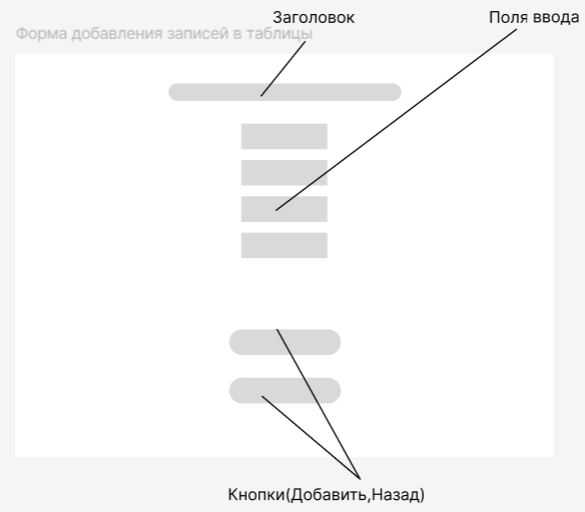 Заголовок
Поля ввода
Форма добавления записей в таблицы
Кнопки(Добавить,Назад)